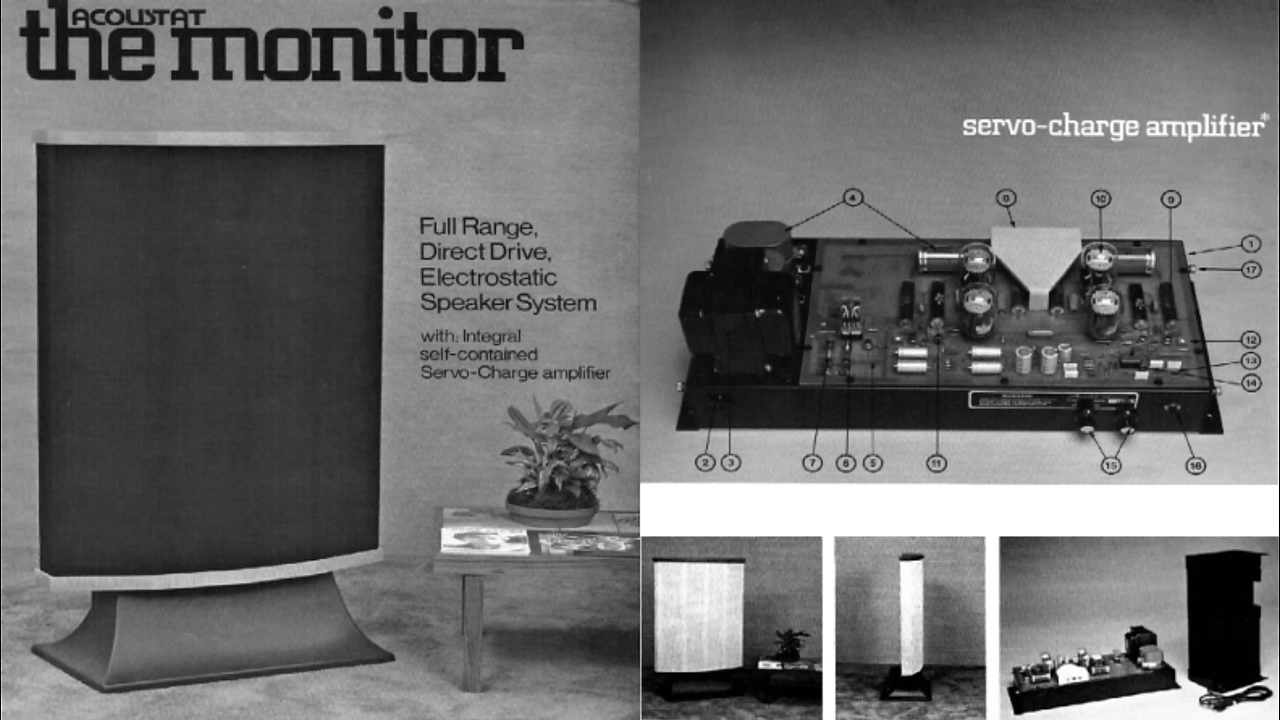 ACOUSTAT
the monitor
Full Range,
Direct Drive,
Electrostatic
Speaker System
with: Integral
self-contained
Servo-Charge amplifier
servo-charge amplifier*
4
8
10
9
1
17
12
13
14
2
3
7
6
5
11
15
16